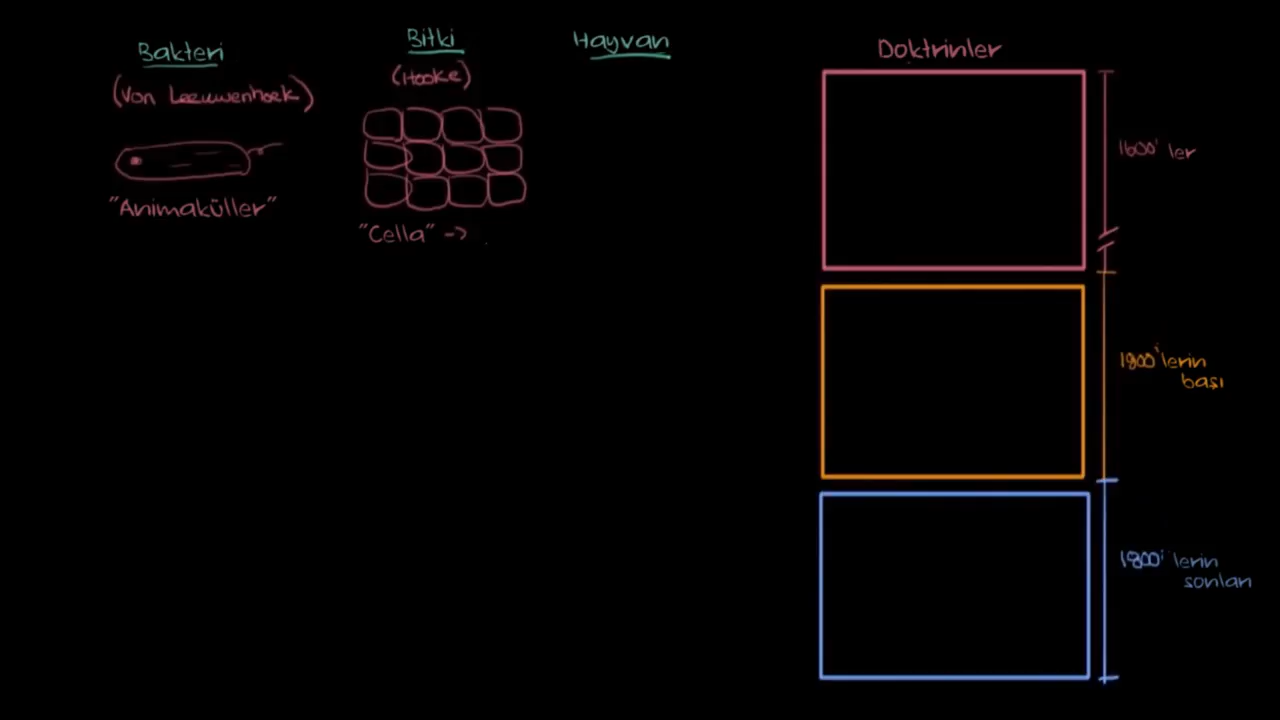 Bakteri
(Von Leeuwenhoek)
"Animaküller"
Bitki
(Hooke)
"Cella" ->
Hayvan
Doktrinler
1600' ler
1800'lerin
başı
1800'lerin
sonları